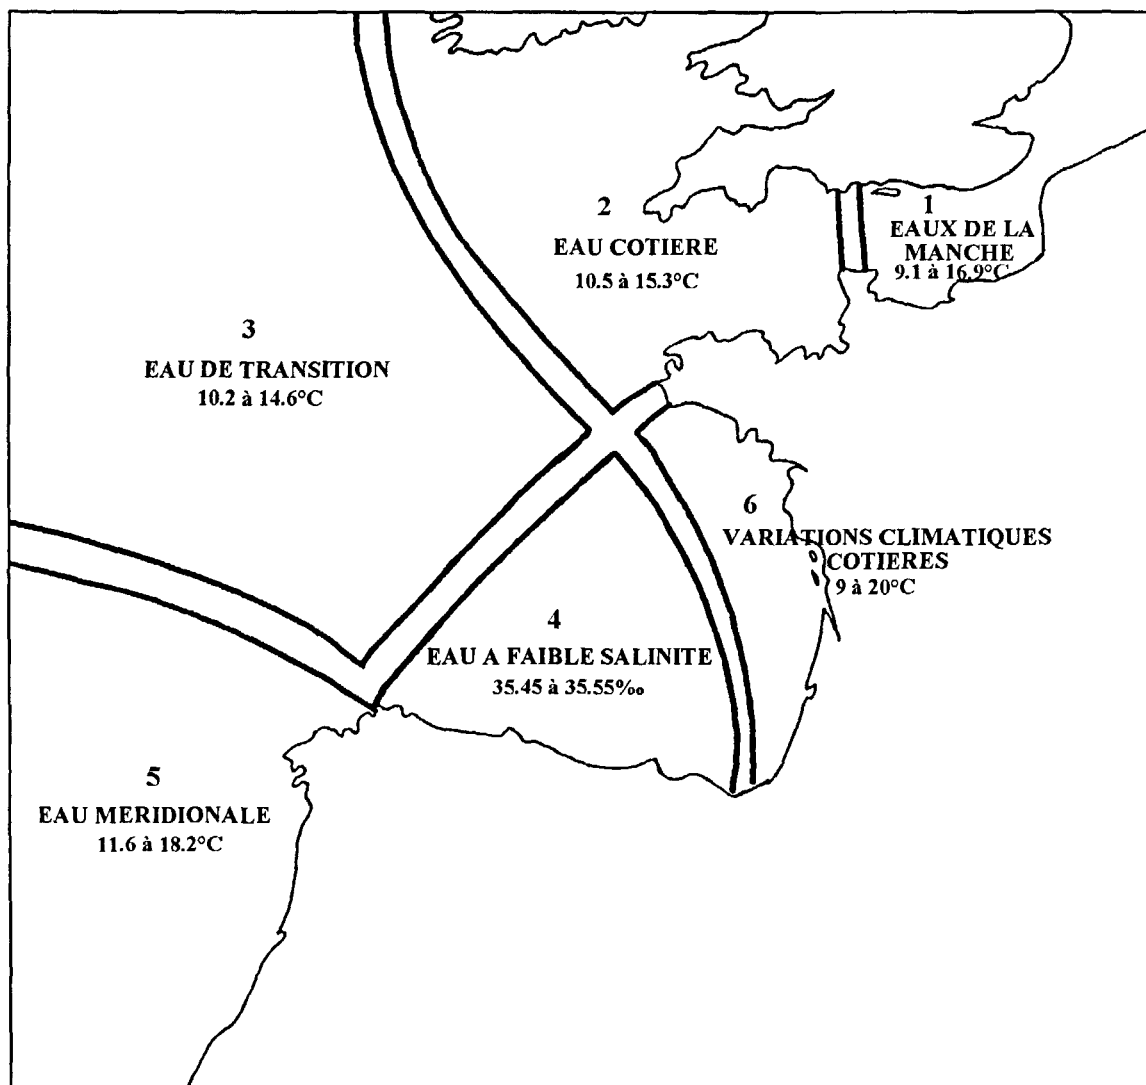 1
EAUX DE LA
MANCHE
9.1 à 16.9°C
2
EAU COTIERE
10.5 à 15.3°C
3
EAU DE TRANSITION
10.2 à 14.6°C
6
VARIATIONS CLIMATIQUES
COTIERES
9 à 20°C
4
EAU A FAIBLE SALINITE
35.45 à 35.55‰
5
EAU MERIDIONALE
11.6 à 18.2°C